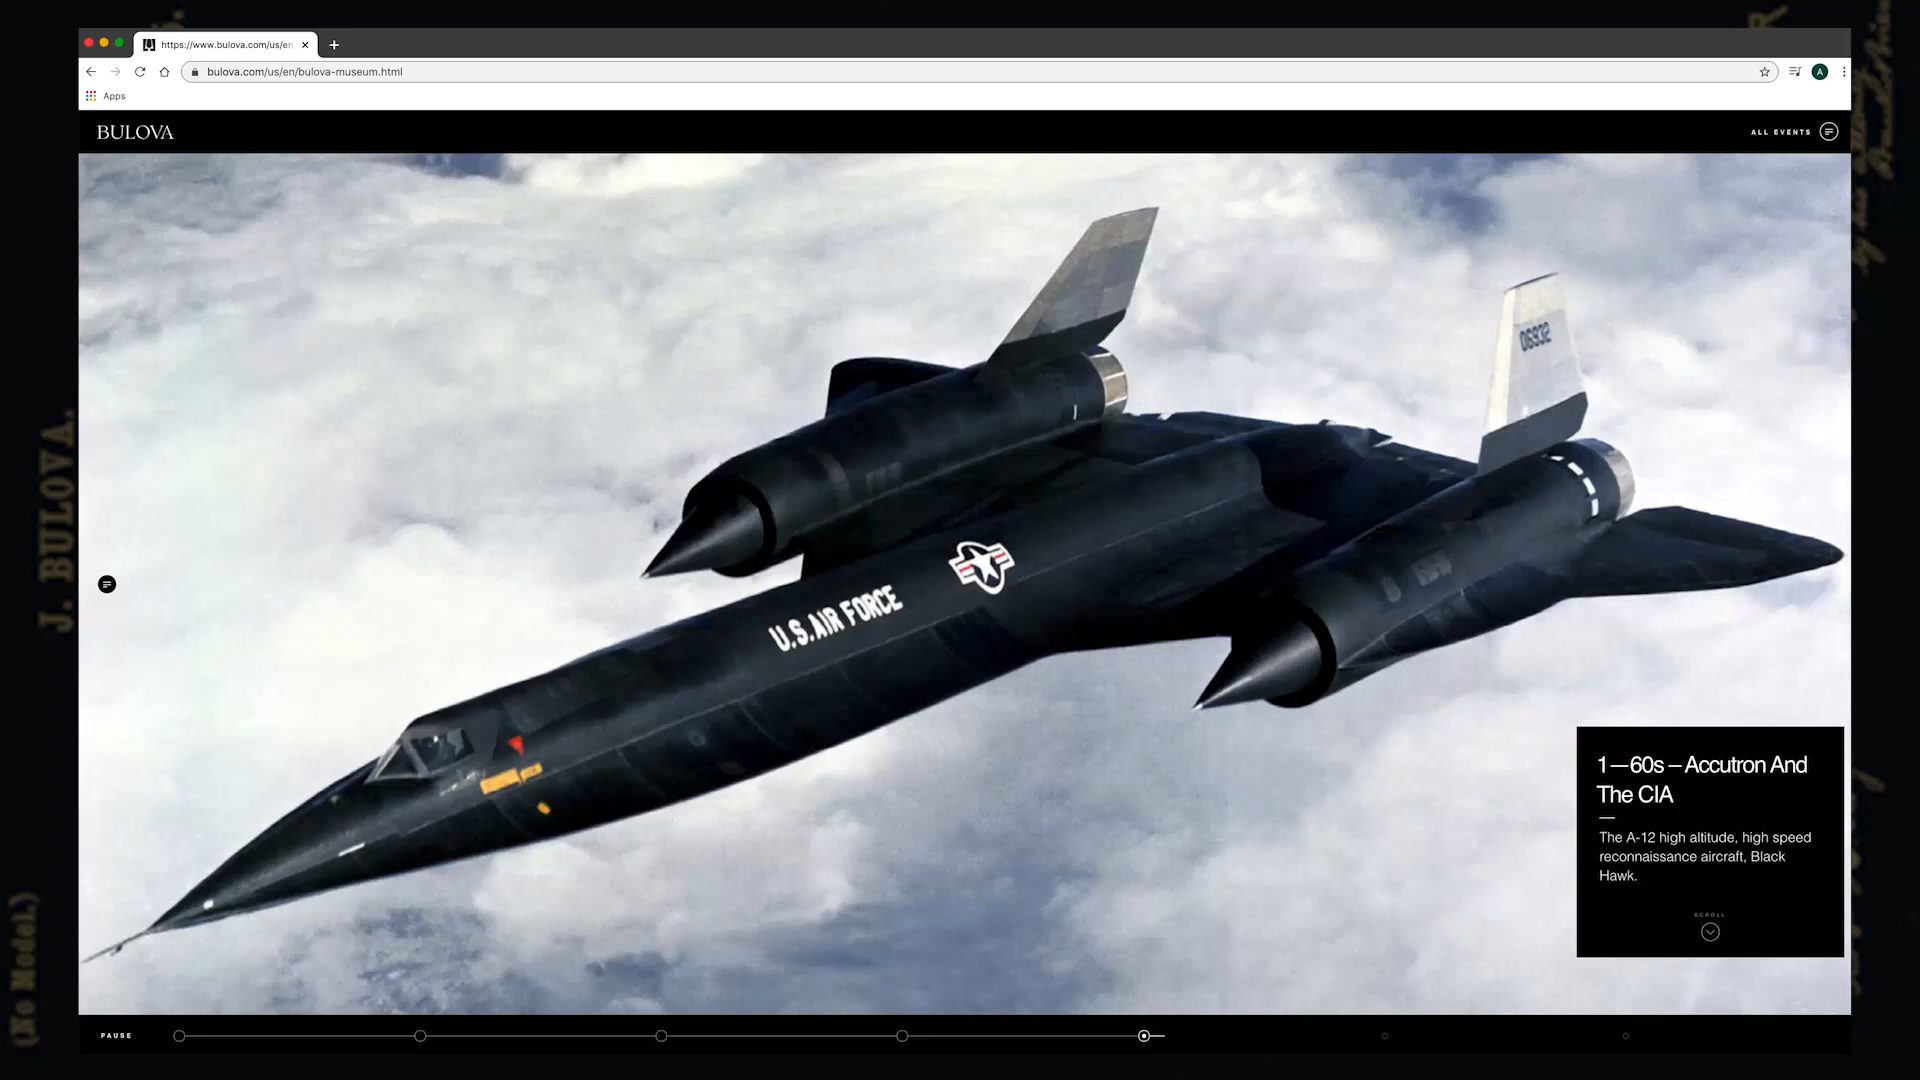 https://www.bulova.com/us/en
bulova.com/us/en/bulova-museum.html
A
Apps
BULOVA
ALL EVENTS
06932
U.S. AIR FORCE
1—60s – Accutron And
The CIA
The A-12 high altitude, high speed
reconnaissance aircraft, Black
Hawk.
SCROLL
PAUSE
J. BULOVA.
(No Model.)